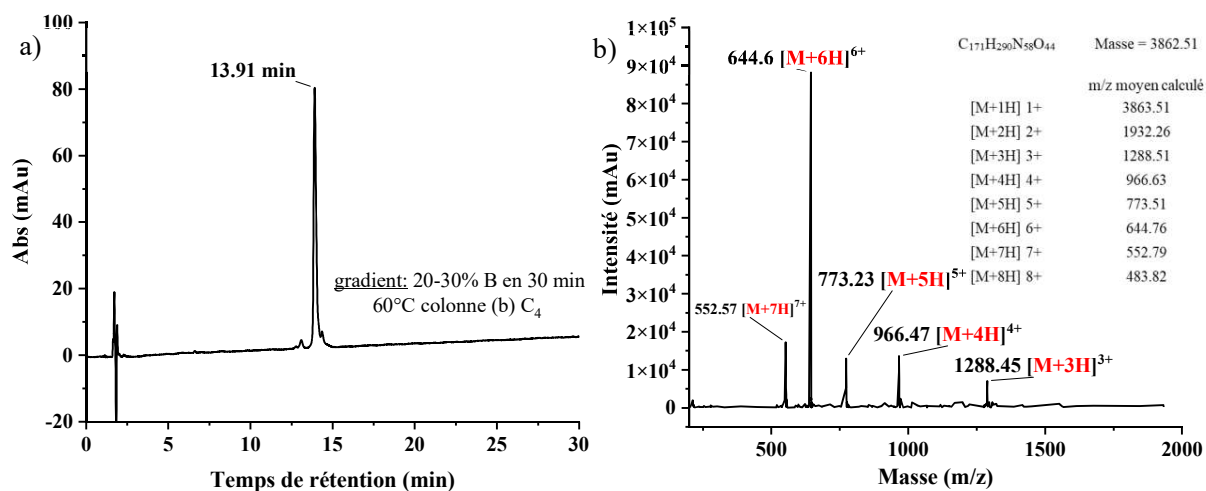 a)
100
80
60
40
20
0
-20
Abs (mAu)
13.91 min
gradient: 20-30% B en 30 min
60°C colonne (b) C₄
0
5
10
15
20
25
30
Temps de rétention (min)
b)
1×10⁵
9×10⁴
8×10⁴
7×10⁴
6×10⁴
5×10⁴
4×10⁴
3×10⁴
2×10⁴
1×10⁴
0
Intensité (mAu)
644.6 [M+6H]⁶⁺
552.57 [M+7H]⁷⁺
773.23 [M+5H]⁵⁺
966.47 [M+4H]⁴⁺
1288.45 [M+3H]³⁺
C₁₇₁H₂₉₀N₅₈O₄₄ Masse = 3862.51
m/z moyen calculé
[M+1H] 1+ 3863.51
[M+2H] 2+ 1932.26
[M+3H] 3+ 1288.51
[M+4H] 4+ 966.63
[M+5H] 5+ 773.51
[M+6H] 6+ 644.76
[M+7H] 7+ 552.79
[M+8H] 8+ 483.82
500
1000
1500
2000
Masse (m/z)